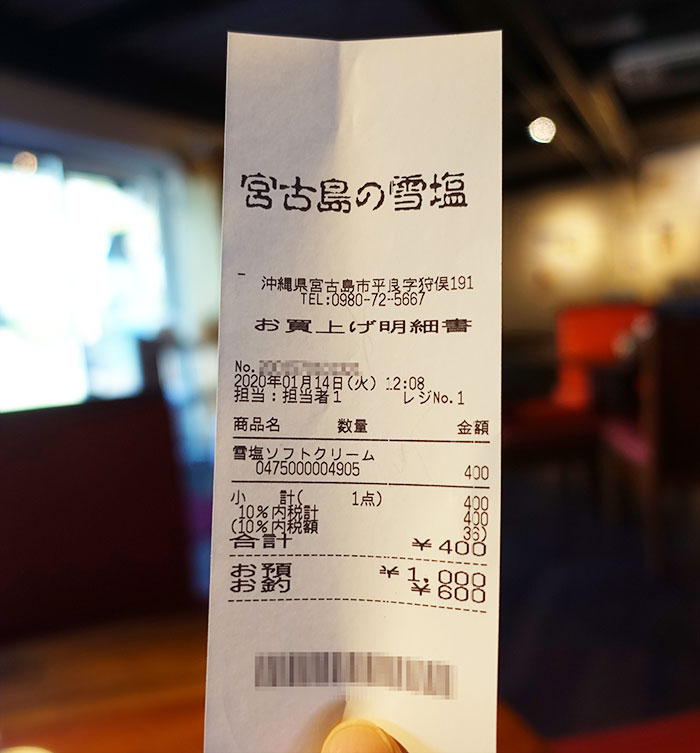 宮古島の雪塩
沖縄県宮古島市平良字狩俣191
TEL:0980-72-5667
お買上げ明細書
No.
2020年01月14日(火) 12:08
担当:担当者1 レジNo.1
商品名 数量 金額
雪塩ソフトクリーム
0475000004905 400
小 計( 1点) 400
10%内税計 400
(10%内税額 36)
合計 ¥400
お預 ¥1,000
お釣 ¥600